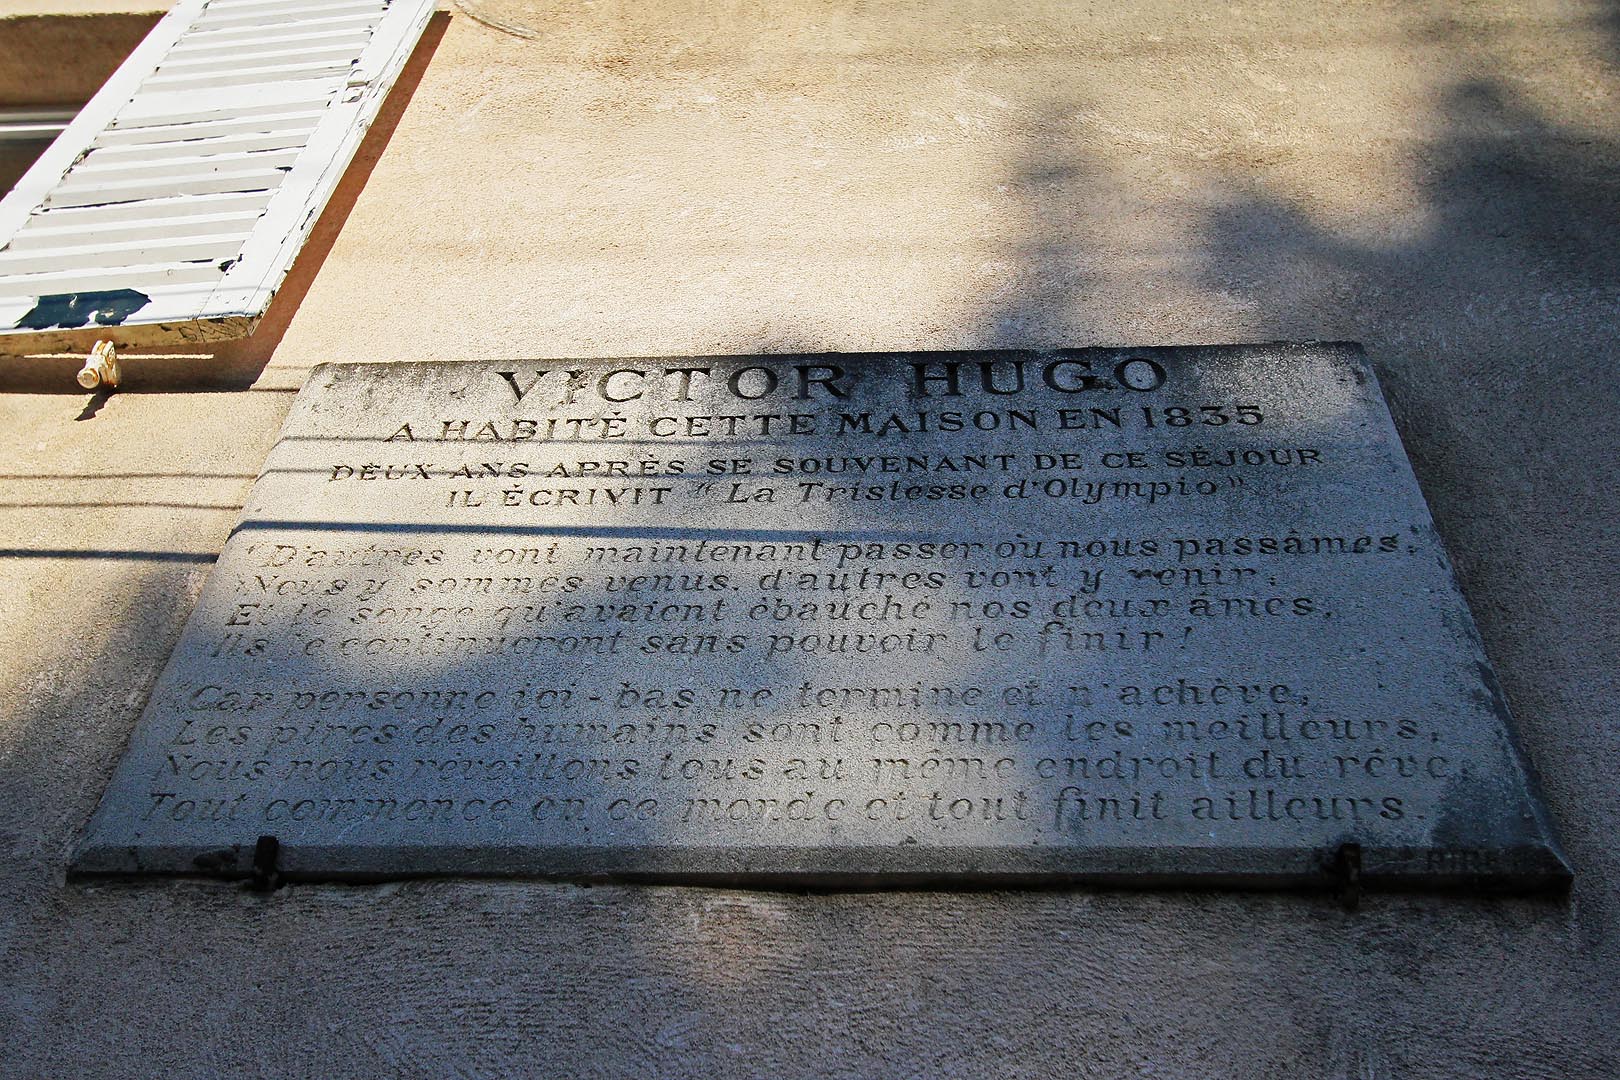 VICTOR HUGO
A HABITÉ CETTE MAISON EN 1835
DEUX ANS APRÈS SE SOUVENANT DE CE SÉJOUR
IL ÉCRIVIT "La Tristesse d'Olympio"
"D'autres vont maintenant passer où nous passâmes;
Nous y sommes venus, d'autres vont y venir;
Et le songe qu'avaient ébauché nos deux âmes,
Ils le continueront sans pouvoir le finir!
"Car personne ici-bas ne termine et n'achève;
Les pires des humains sont comme les meilleurs;
Nous nous réveillons tous au même endroit du rêve,
Tout commence en ce monde et tout finit ailleurs.